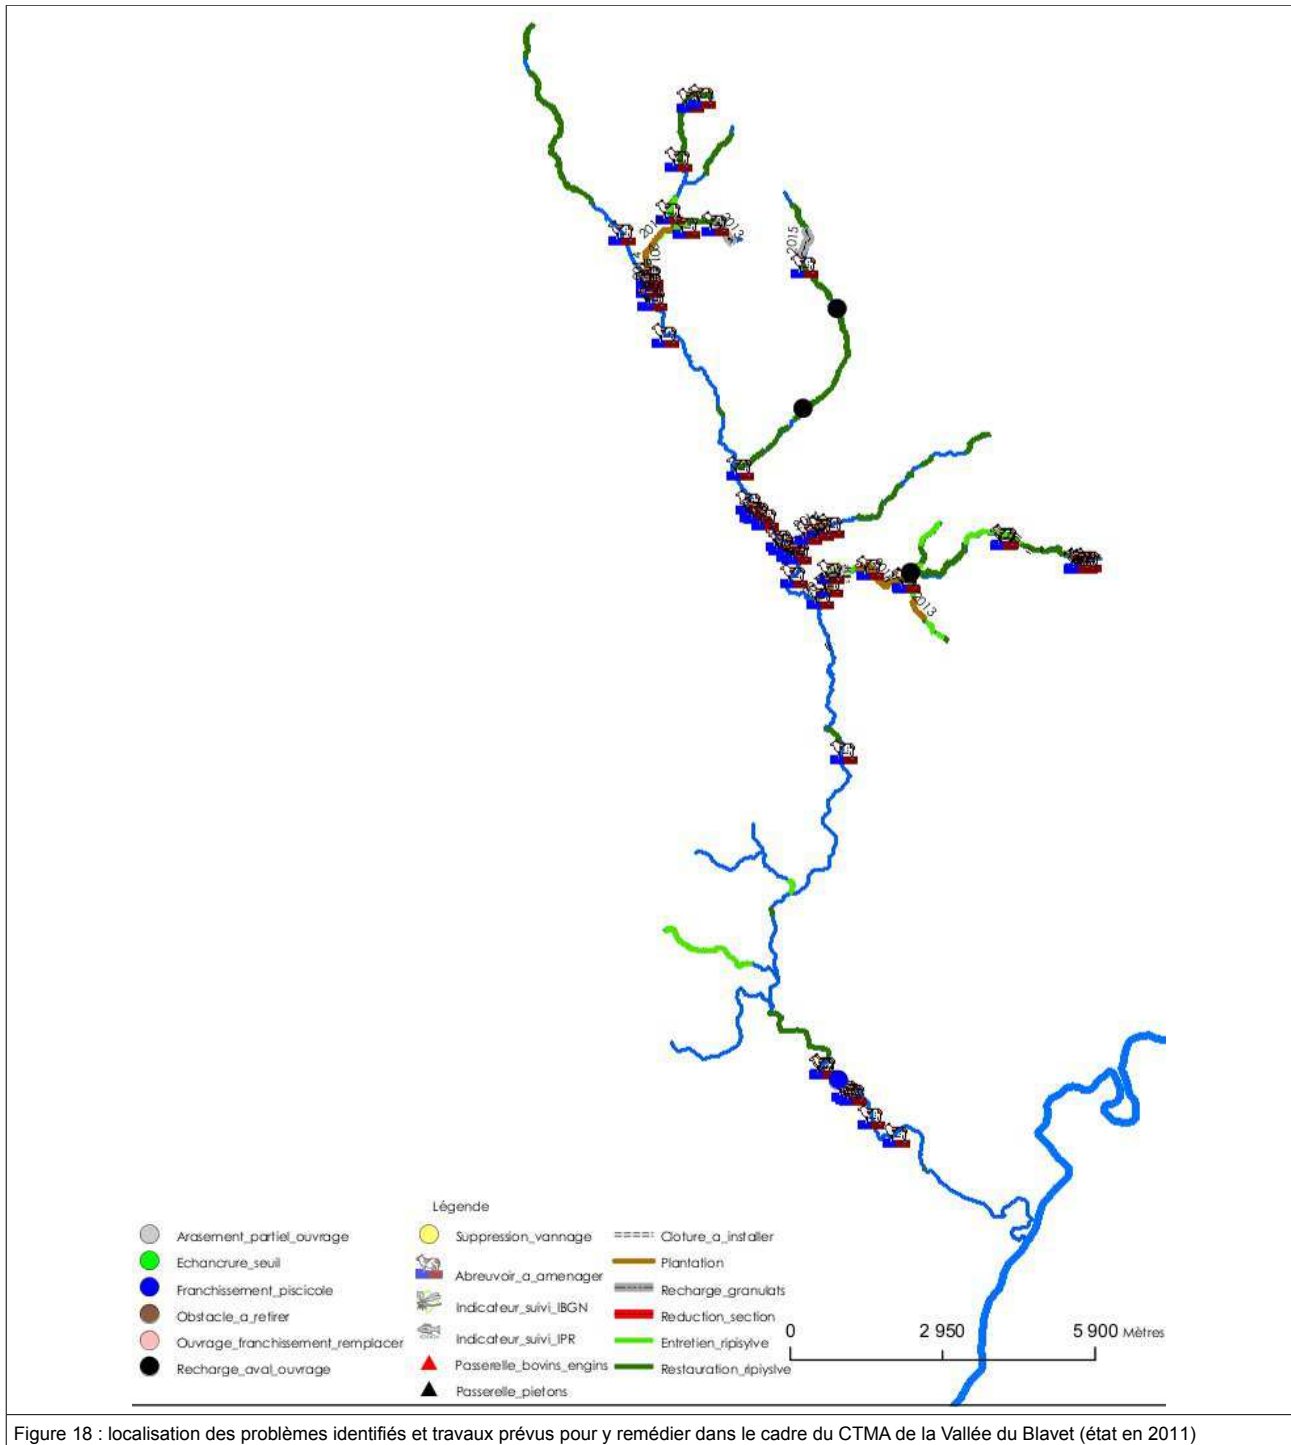 2013
2015
2013
Légende
Arasement_partiel_ouvrage
Echancrure_seuil
Franchissement_piscicole
Obstacle_a_retirer
Ouvrage_franchissement_remplacer
Recharge_aval_ouvrage
Suppression_vannage
Abreuvoir_a_amenager
Indicateur_suivi_IBGN
Indicateur_suivi_IPR
Passerelle_bovins_engins
Passerelle_pietons
Cloture_a_installer
Plantation
Recharge_granulats
Reduction_section
Entretien_ripisylve
Restauration_ripiysive
0 2 950 5 900 Mètres
Figure 18 : localisation des problèmes identifiés et travaux prévus pour y remédier dans le cadre du CTMA de la Vallée du Blavet (état en 2011)